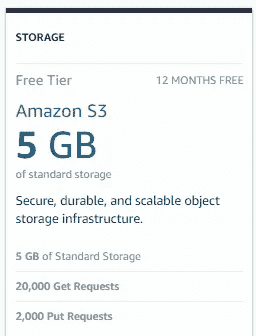 STORAGE
Free Tier 12 MONTHS FREE
Amazon S3
5 GB
of standard storage
Secure, durable, and scalable object
storage infrastructure.
5 GB of Standard Storage
20,000 Get Requests
2,000 Put Requests